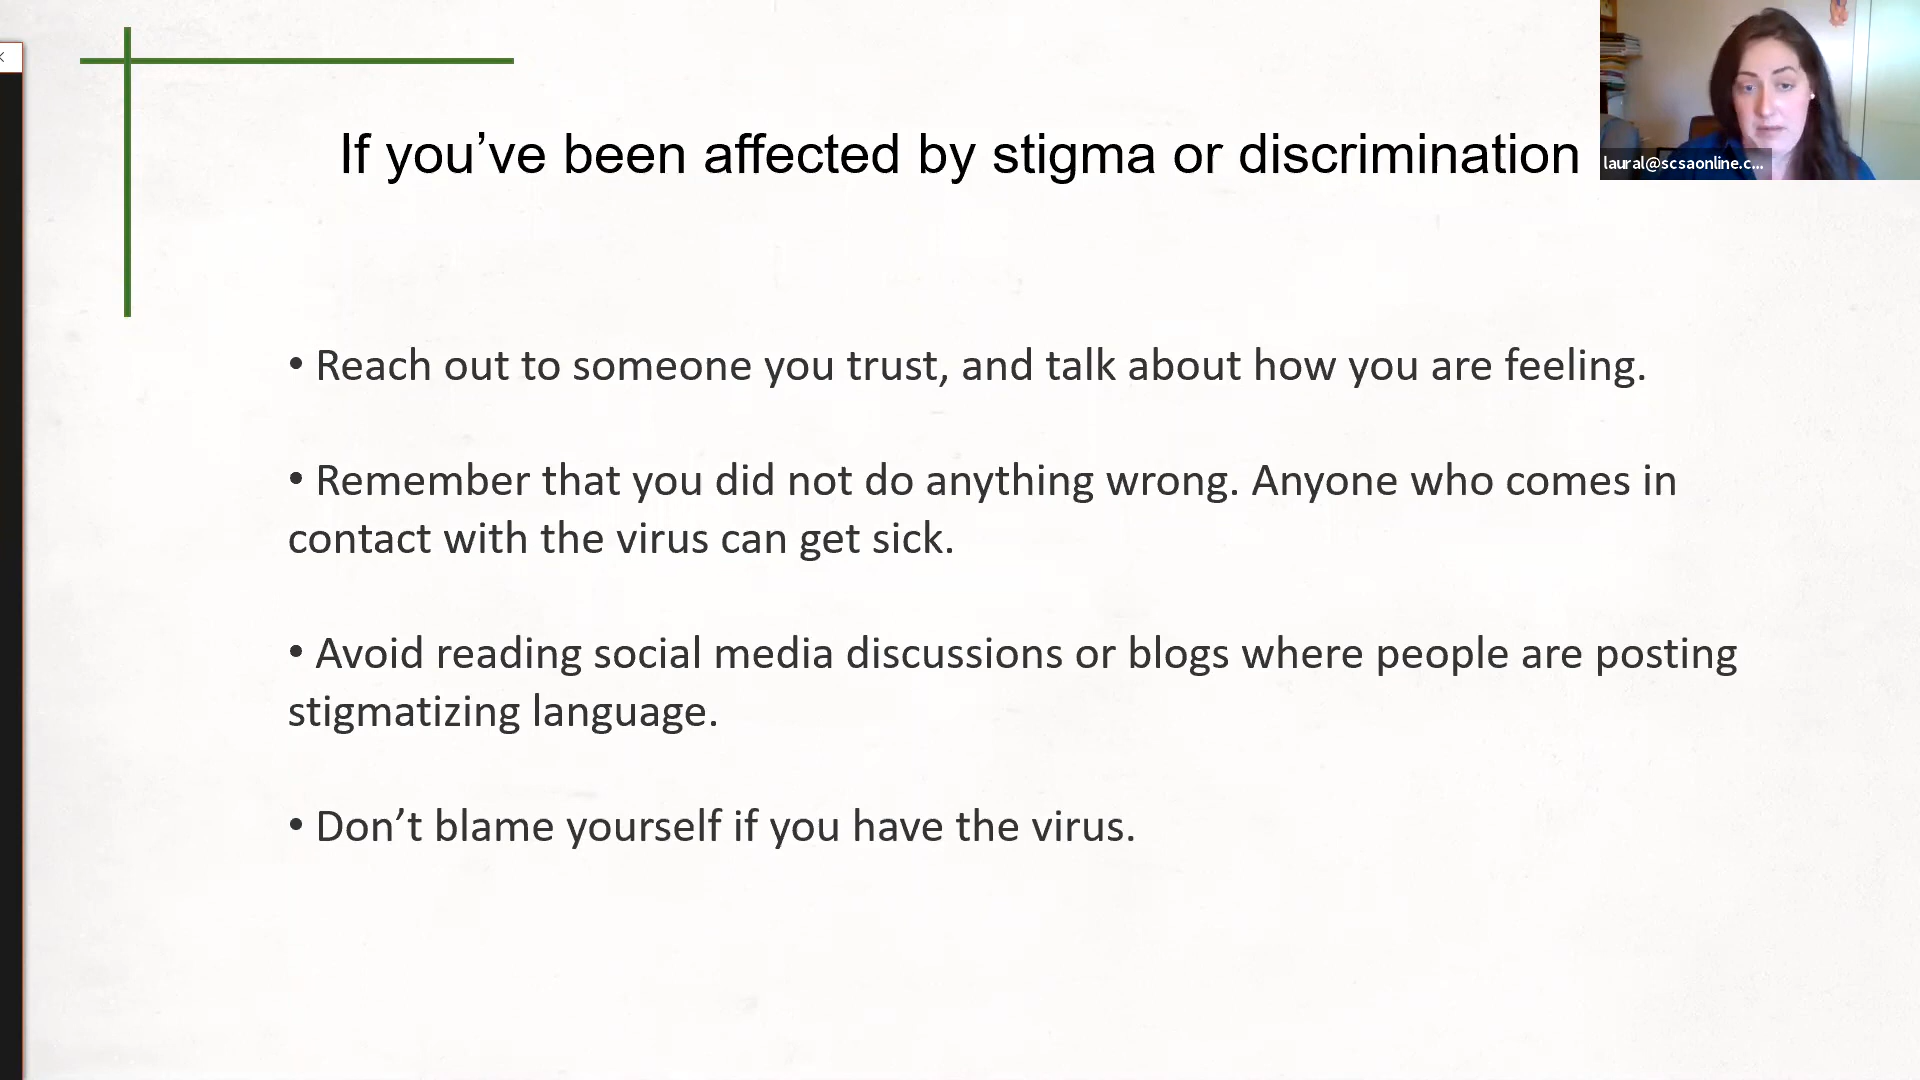 If you’ve been affected by stigma or discrimination
laural@scsaonline.c...
• Reach out to someone you trust, and talk about how you are feeling.
• Remember that you did not do anything wrong. Anyone who comes in
contact with the virus can get sick.
• Avoid reading social media discussions or blogs where people are posting
stigmatizing language.
• Don’t blame yourself if you have the virus.